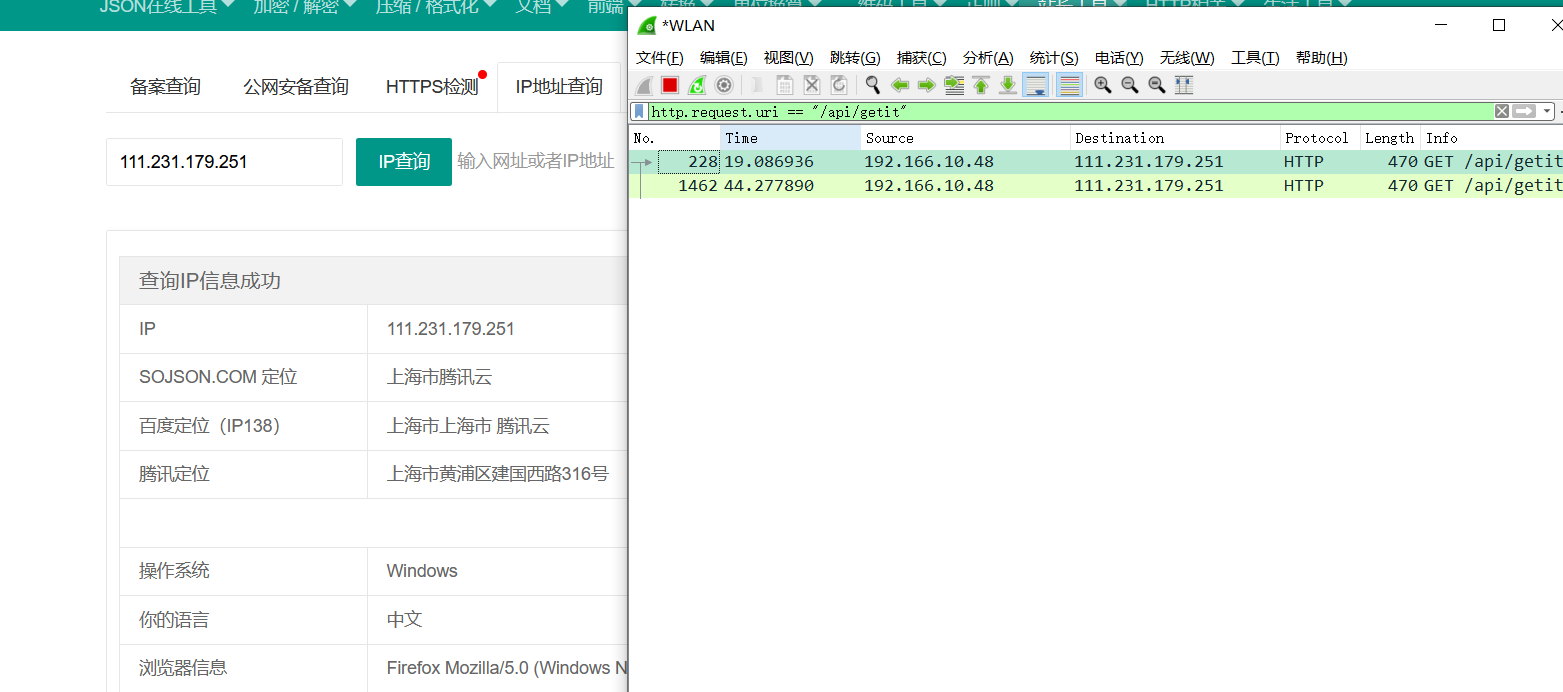 JSON在线工具 加密 / 解密 压缩 / 格式化 文档 前端
备案查询 公网安备查询 HTTPS检测 IP地址查询
111.231.179.251 IP查询 输入网址或者IP地址
查询IP信息成功
IP 111.231.179.251
SOJSON.COM 定位 上海市腾讯云
百度定位（IP138） 上海市上海市 腾讯云
腾讯定位 上海市黄浦区建国西路316号
操作系统 Windows
你的语言 中文
浏览器信息 Firefox Mozilla/5.0 (Windows N
*WLAN
文件(F) 编辑(E) 视图(V) 跳转(G) 捕获(C) 分析(A) 统计(S) 电话(Y) 无线(W) 工具(T) 帮助(H)
http.request.uri == "/api/getit"
No. Time Source Destination Protocol Length Info
228 19.086936 192.166.10.48 111.231.179.251 HTTP 470 GET /api/getit
1462 44.277890 192.166.10.48 111.231.179.251 HTTP 470 GET /api/getit